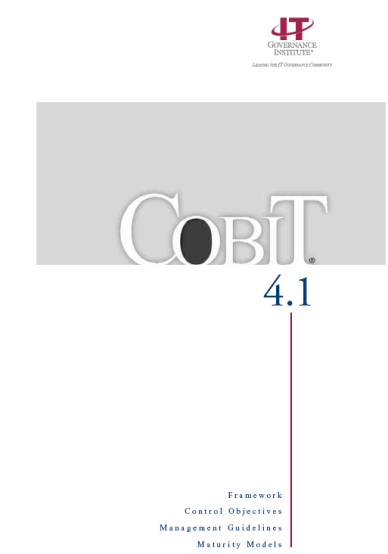 IT
GOVERNANCE
INSTITUTE®
LEADING THE IT GOVERNANCE COMMUNITY
COBIT®
4.1
Framework
Control Objectives
Management Guidelines
Maturity Models